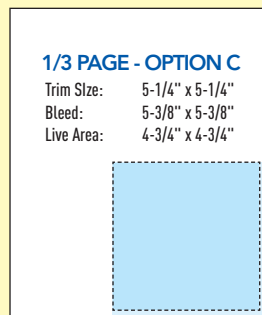 1/3 PAGE - OPTION C
Trim SIze: 5-1/4" x 5-1/4"
Bleed: 5-3/8" x 5-3/8"
Live Area: 4-3/4" x 4-3/4"